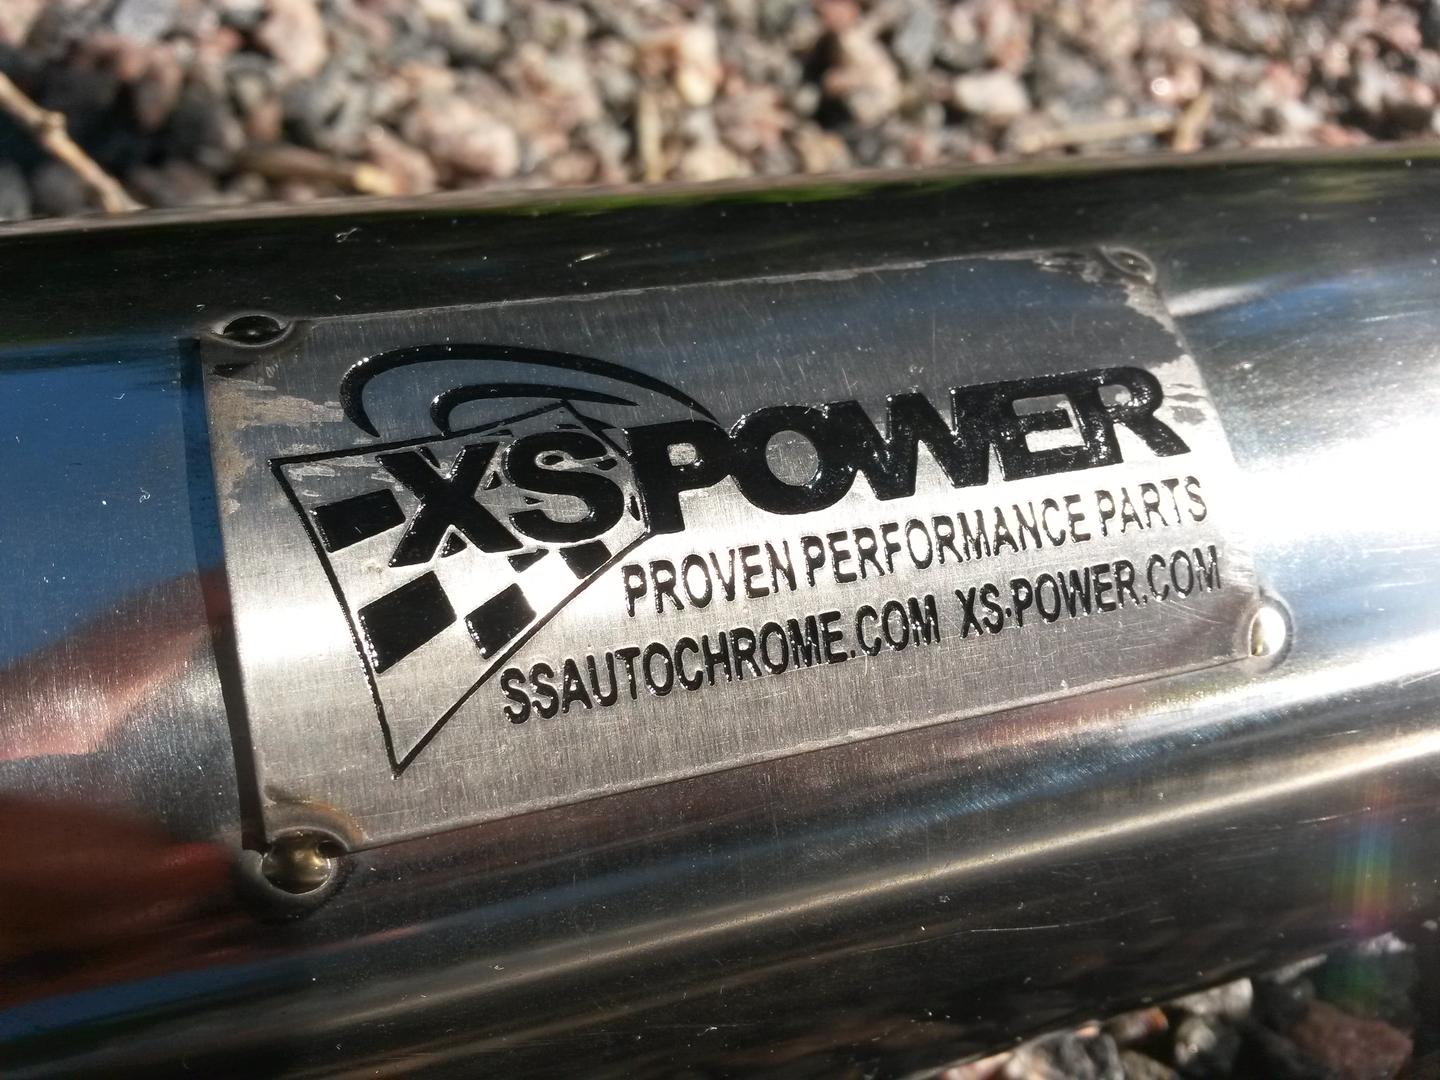 XSPOWER
PROVEN PERFORMANCE PARTS
SSAUTOCHROME.COM XS-POWER.COM